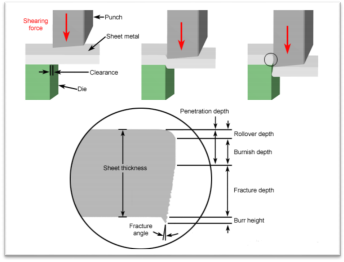 Shearing
force
Punch
Sheet metal
Clearance
Die
Penetration depth
Rollover depth
Burnish depth
Sheet thickness
Fracture depth
Burr height
Fracture
angle